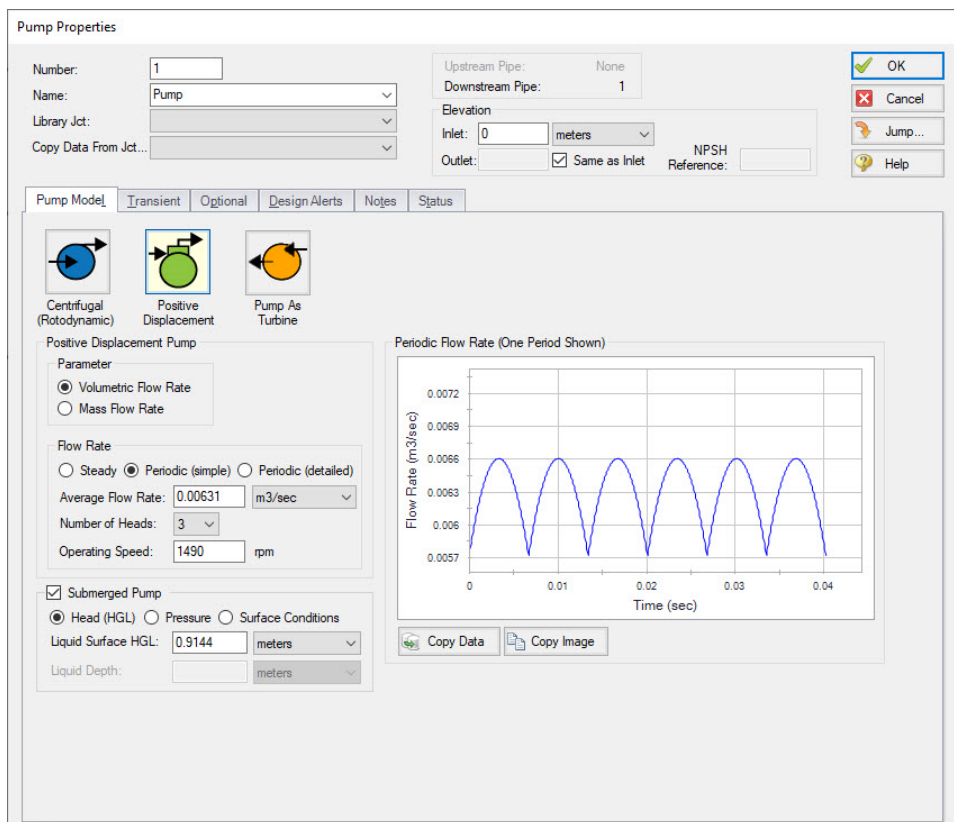 Pump Properties
Number: 1
Name: Pump
Library Jct:
Copy Data From Jct...
Upstream Pipe: None
Downstream Pipe: 1
Elevation
Inlet: 0 meters
Outlet: Same as Inlet NPSH Reference:
OK
Cancel
Jump...
Help
Pump Model Transient Optional Design Alerts Notes Status
Centrifugal (Rotodynamic)
Positive Displacement
Pump As Turbine
Positive Displacement Pump
Parameter
Volumetric Flow Rate
Mass Flow Rate
Flow Rate
Steady Periodic (simple) Periodic (detailed)
Average Flow Rate: 0.00631 m3/sec
Number of Heads: 3
Operating Speed: 1490 rpm
Submerged Pump
Head (HGL) Pressure Surface Conditions
Liquid Surface HGL: 0.9144 meters
Liquid Depth: meters
Periodic Flow Rate (One Period Shown)
Flow Rate (m3/sec)
0.0072
0.0069
0.0066
0.0063
0.006
0.0057
0 0.01 0.02 0.03 0.04
Time (sec)
Copy Data Copy Image